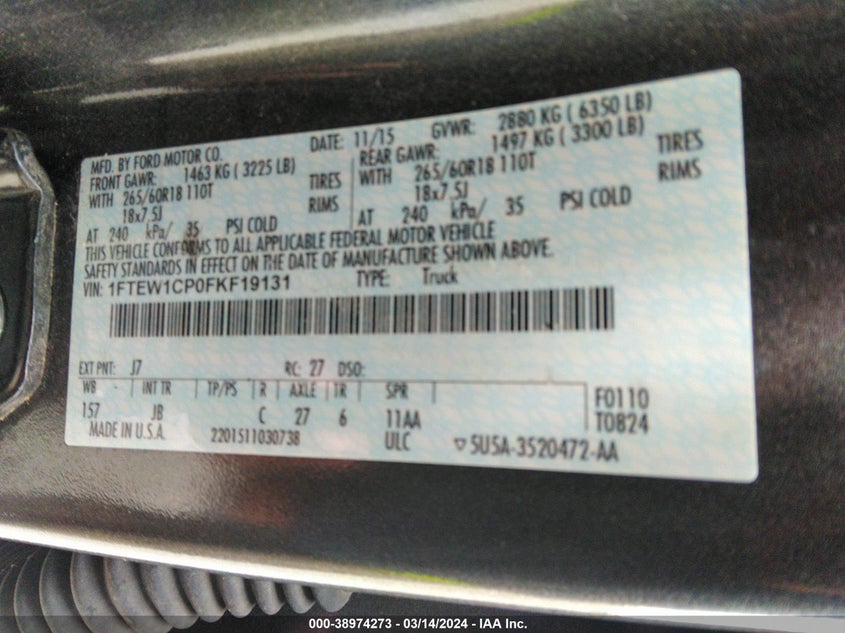 MFD. BY FORD MOTOR CO. DATE: 11/15 GVWR: 2880 KG ( 6350 LB)
FRONT GAWR: 1463 KG ( 3225 LB) REAR GAWR: 1497 KG ( 3300 LB)
WITH 265/60R18 110T TIRES WITH 265/60R18 110T TIRES
18x7.5J RIMS 18x7.5J RIMS
AT 240 kPa/ 35 PSI COLD AT 240 kPa/ 35 PSI COLD
THIS VEHICLE CONFORMS TO ALL APPLICABLE FEDERAL MOTOR VEHICLE
SAFETY STANDARDS IN EFFECT ON THE DATE OF MANUFACTURE SHOWN ABOVE.
VIN: 1FTEW1CP0FKF19131 TYPE: Truck
EXT PNT: J7 RC: 27 DSO:
WB - INT TR TP/PS R AXLE TR SPR F0110
157 JB C 27 6 11AA T0824
MADE IN U.S.A. 2201511030738 ULC ▽5U5A-3520472-AA
000-38974273 - 03/14/2024 - IAA Inc.